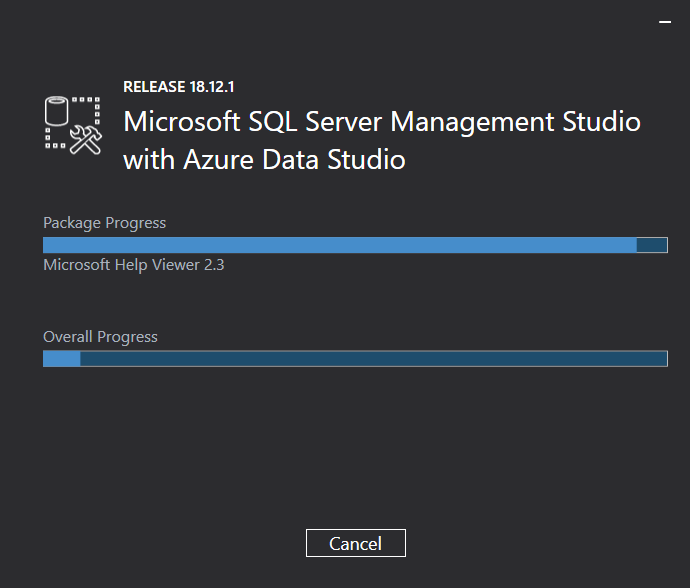 RELEASE 18.12.1
Microsoft SQL Server Management Studio
with Azure Data Studio
Package Progress
Microsoft Help Viewer 2.3
Overall Progress
Cancel